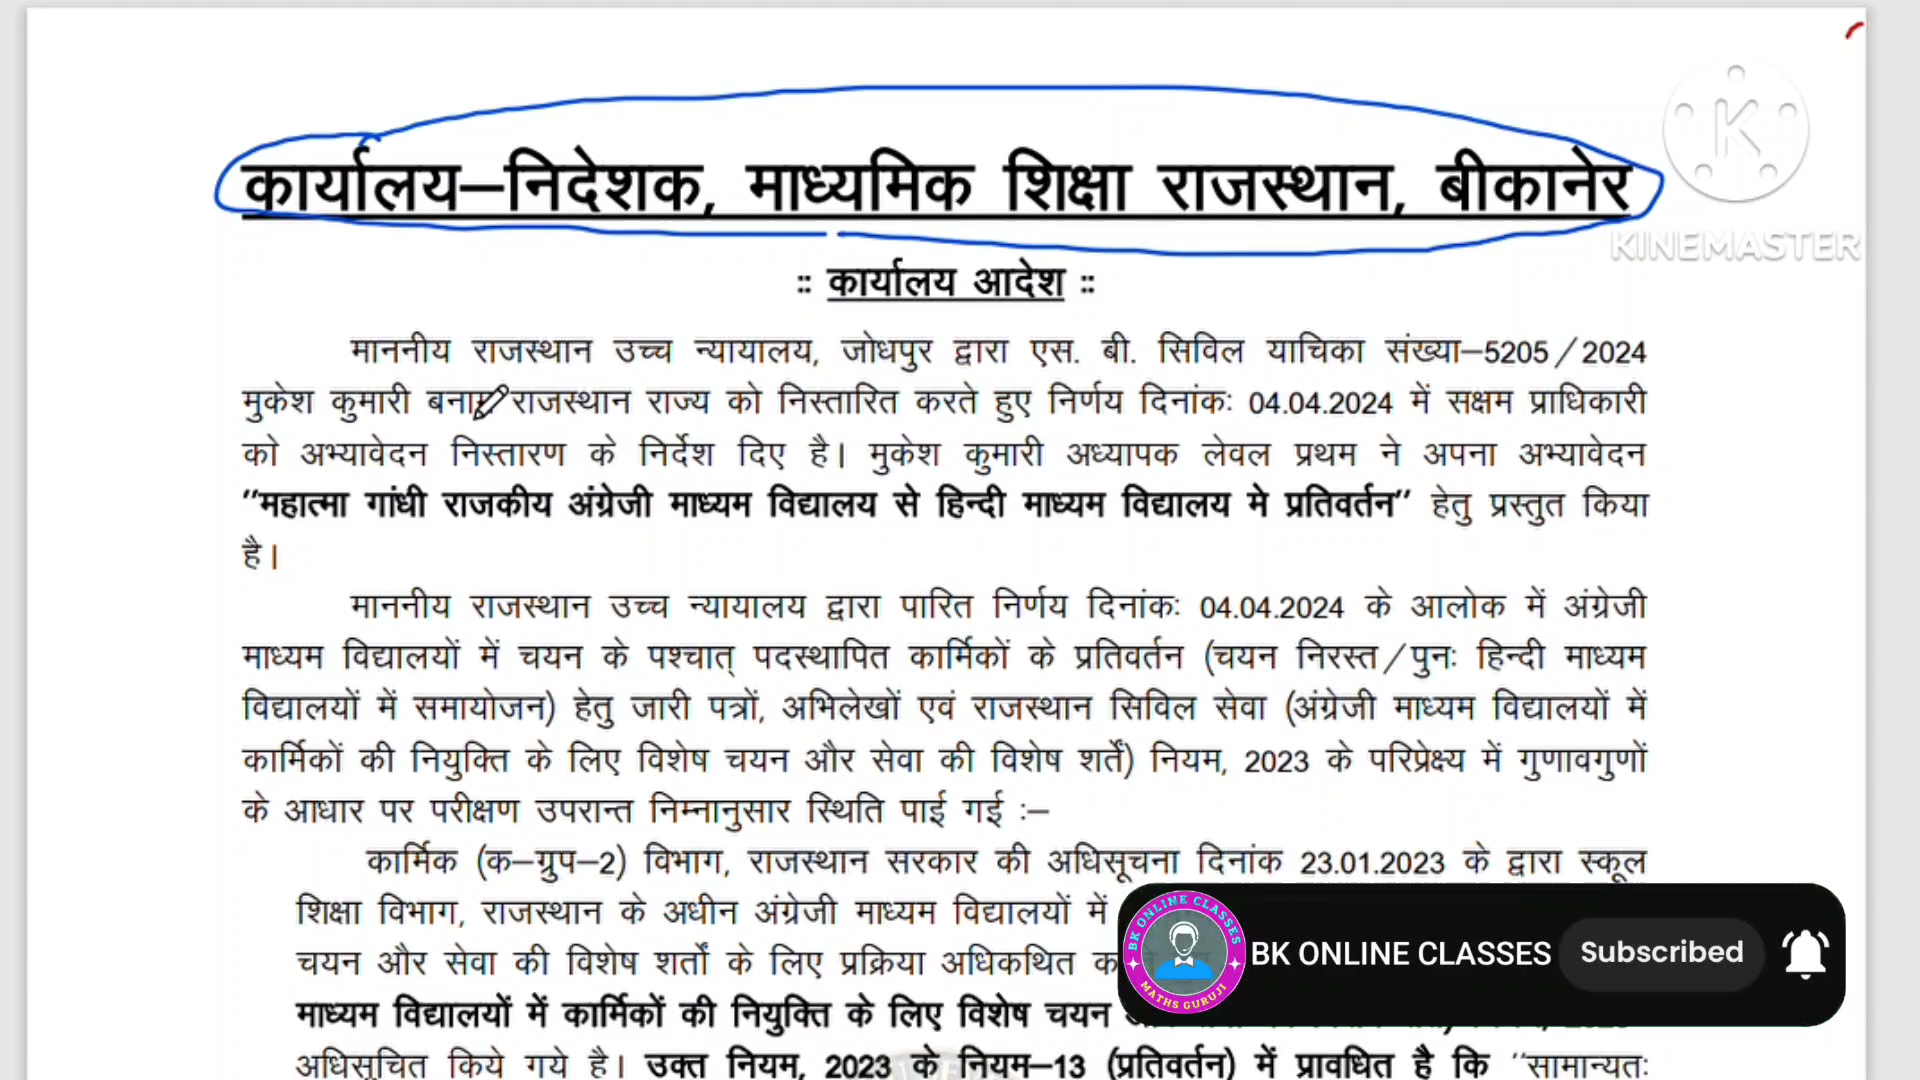 कार्यालय–निदेशक, माध्यमिक शिक्षा राजस्थान, बीकानेर
KINEMASTER
:: कार्यालय आदेश ::
माननीय राजस्थान उच्च न्यायालय, जोधपुर द्वारा एस. बी. सिविल याचिका संख्या–5205/2024
मुकेश कुमारी बनाम राजस्थान राज्य को निस्तारित करते हुए निर्णय दिनांकः 04.04.2024 में सक्षम प्राधिकारी
को अभ्यावेदन निस्तारण के निर्देश दिए है। मुकेश कुमारी अध्यापक लेवल प्रथम ने अपना अभ्यावेदन
"महात्मा गांधी राजकीय अंग्रेजी माध्यम विद्यालय से हिन्दी माध्यम विद्यालय मे प्रतिवर्तन" हेतु प्रस्तुत किया
है।
माननीय राजस्थान उच्च न्यायालय द्वारा पारित निर्णय दिनांकः 04.04.2024 के आलोक में अंग्रेजी
माध्यम विद्यालयों में चयन के पश्चात् पदस्थापित कार्मिकों के प्रतिवर्तन (चयन निरस्त/पुनः हिन्दी माध्यम
विद्यालयों में समायोजन) हेतु जारी पत्रों, अभिलेखों एवं राजस्थान सिविल सेवा (अंग्रेजी माध्यम विद्यालयों में
कार्मिकों की नियुक्ति के लिए विशेष चयन और सेवा की विशेष शर्तें) नियम, 2023 के परिप्रेक्ष्य में गुणावगुणों
के आधार पर परीक्षण उपरान्त निम्नानुसार स्थिति पाई गई :–
कार्मिक (क–ग्रुप–2) विभाग, राजस्थान सरकार की अधिसूचना दिनांक 23.01.2023 के द्वारा स्कूल
शिक्षा विभाग, राजस्थान के अधीन अंग्रेजी माध्यम विद्यालयों में
चयन और सेवा की विशेष शर्तों के लिए प्रक्रिया अधिकथित
BK ONLINE CLASSES
MATHS GURUJI
BK ONLINE CLASSES Subscribed
माध्यम विद्यालयों में कार्मिकों की नियुक्ति के लिए विशेष चयन
अधिसूचित किये गये है। उक्त नियम, 2023 के नियम–13 (प्रतिवर्तन) में प्रावधित है कि "सामान्यतः